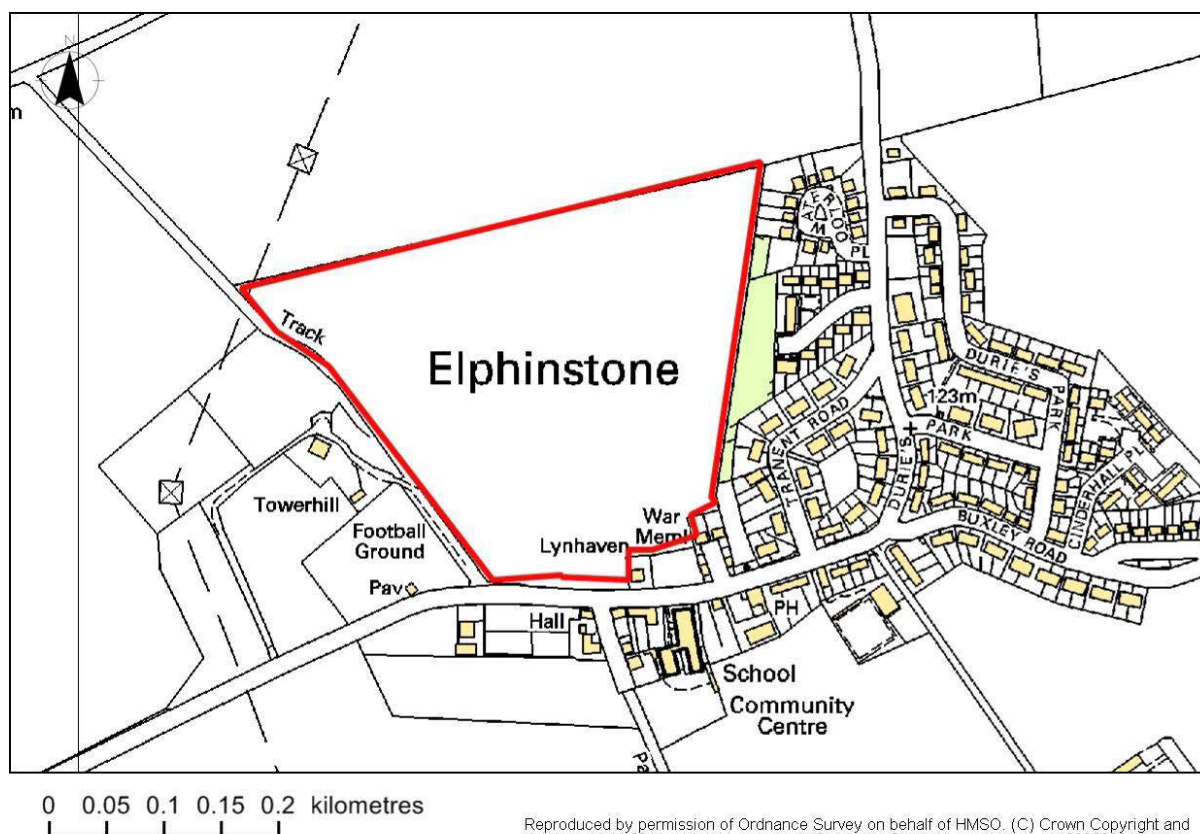 N
m
WATERLOO
PL
Track
Elphinstone
DURIE'S
PARK
123m
TRANENT ROAD
DURIE'S
PARK
CINDERHALL PL
Towerhill
War
Meml
Football
Ground
Lynhaven
BUXLEY ROAD
Pav
PH
Hall
School
Community
Centre
0 0.05 0.1 0.15 0.2 kilometres
Reproduced by permission of Ordnance Survey on behalf of HMSO. (C) Crown Copyright and